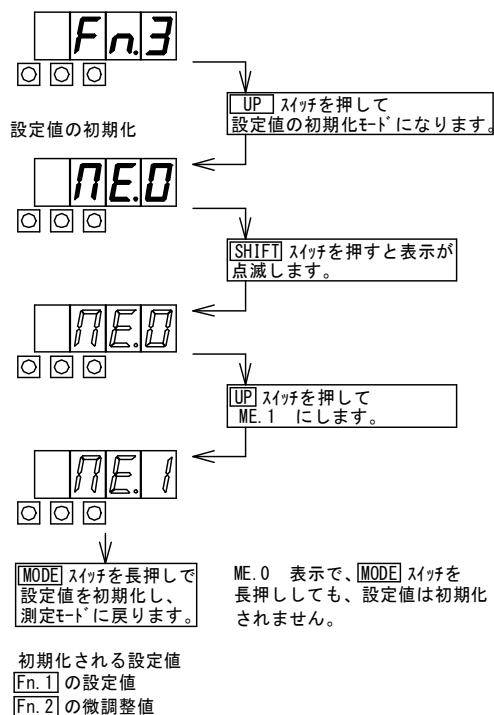 Fn.3
UP ｽｲｯﾁを押して
設定値の初期化ﾓｰﾄﾞになります。
設定値の初期化
ME.0
SHIFT ｽｲｯﾁを押すと表示が
点滅します。
ME.0
UP ｽｲｯﾁを押して
ME.1 にします。
ME.1
MODE ｽｲｯﾁを長押しで
設定値を初期化し、
測定ﾓｰﾄﾞに戻ります。
ME.0 表示で、MODE ｽｲｯﾁを
長押ししても、設定値は初期化
されません。
初期化される設定値
Fn.1 の設定値
Fn.2 の微調整値